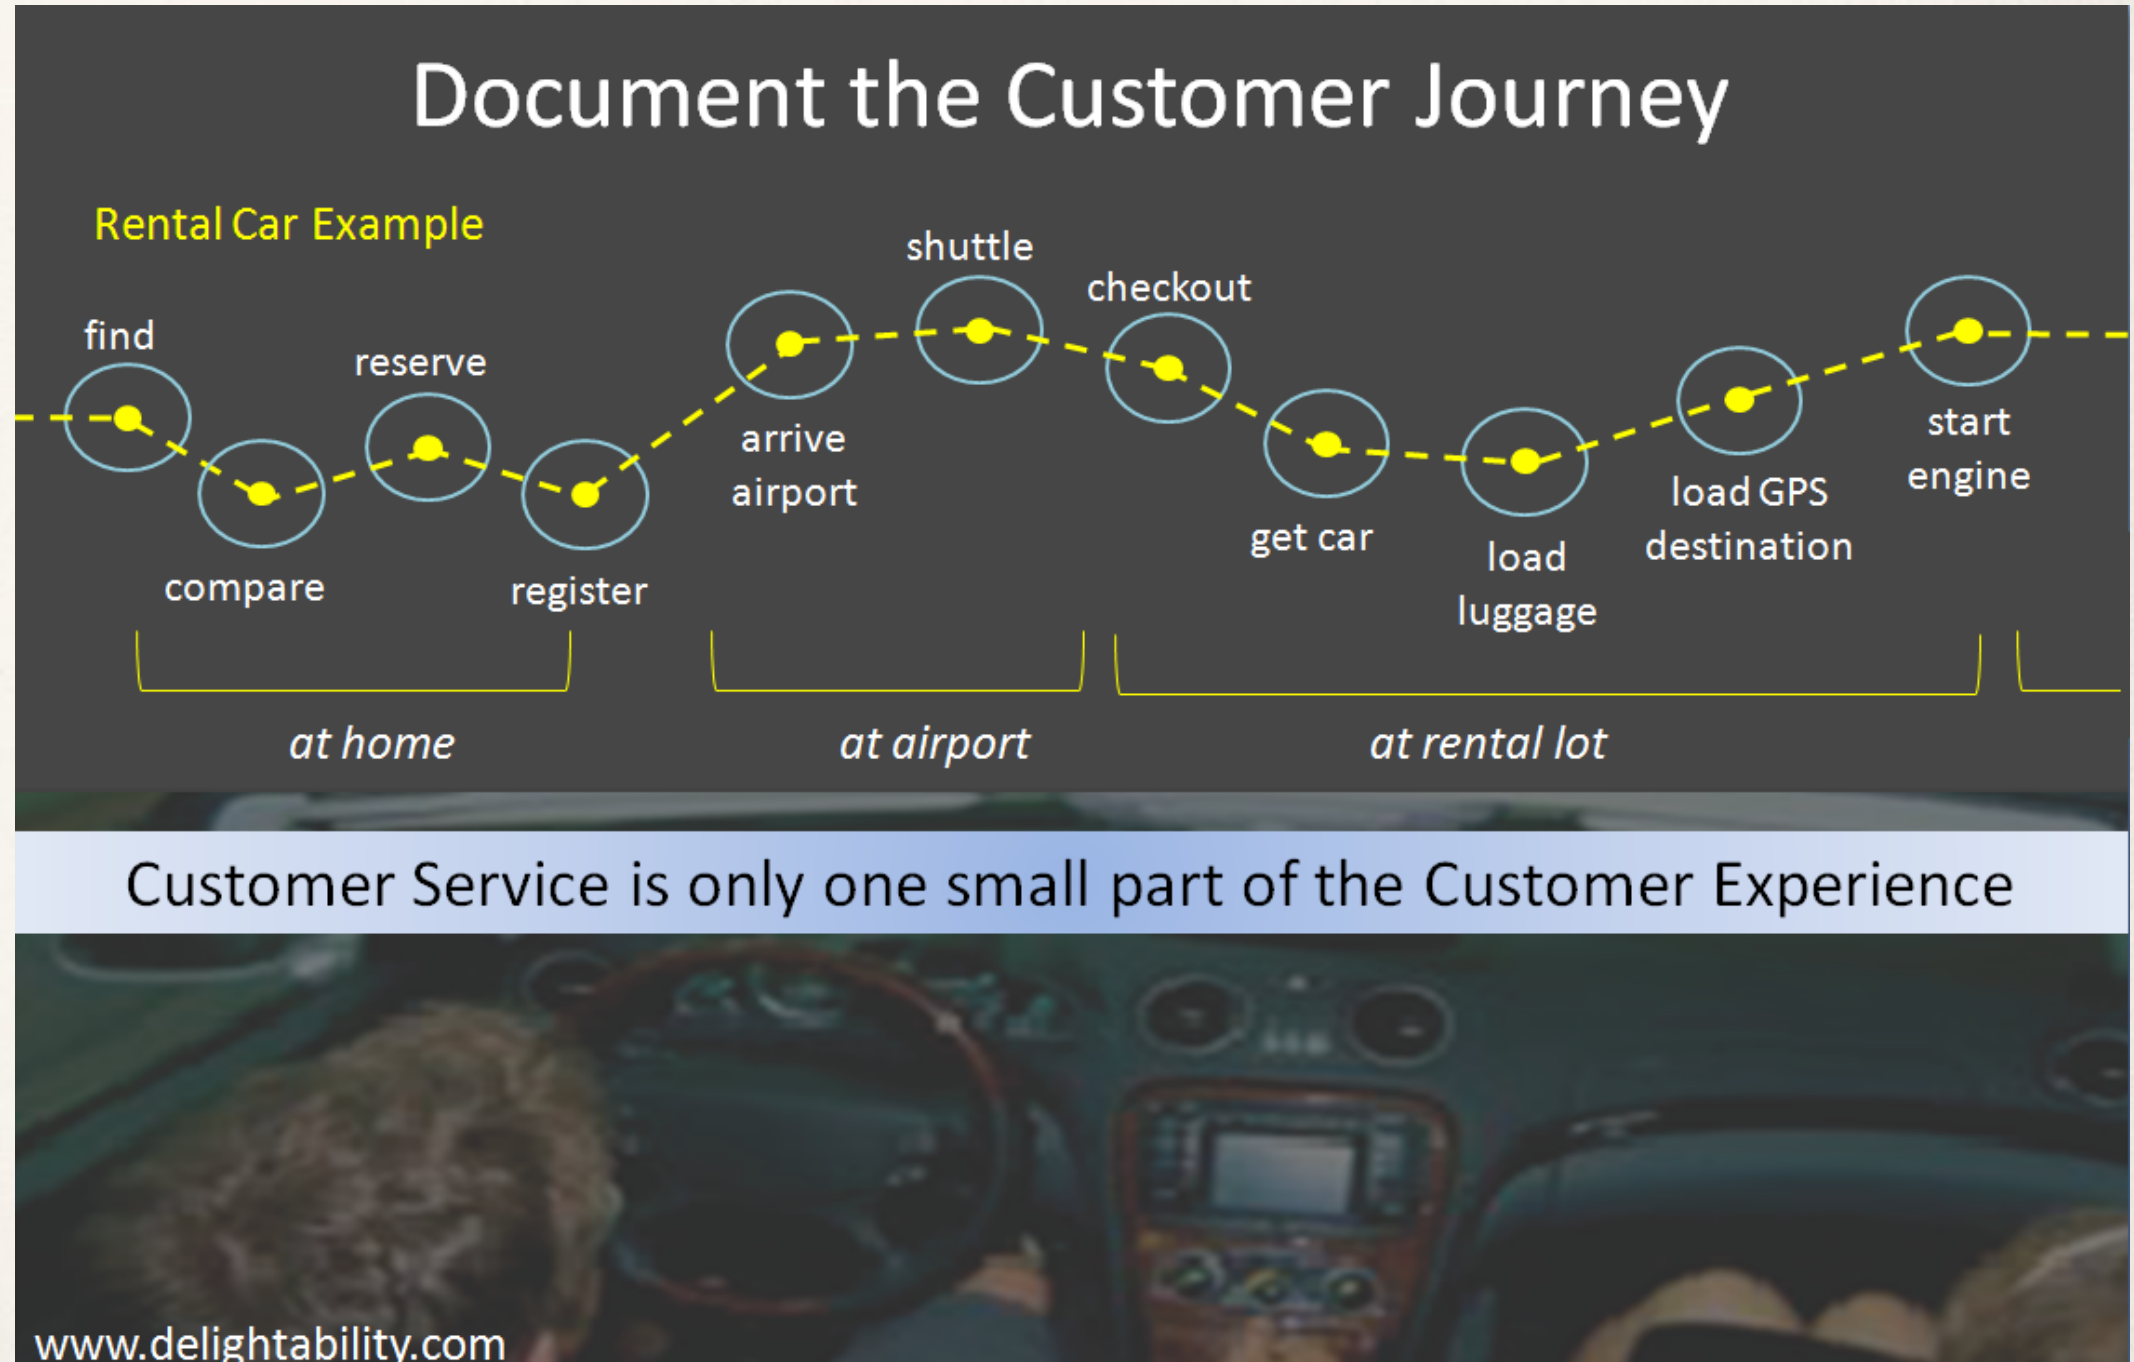 Document the Customer Journey
Rental Car Example
find
compare
reserve
register
arrive
airport
shuttle
checkout
get car
load
luggage
load GPS
destination
start
engine
at home
at airport
at rental lot
Customer Service is only one small part of the Customer Experience
www.delightability.com